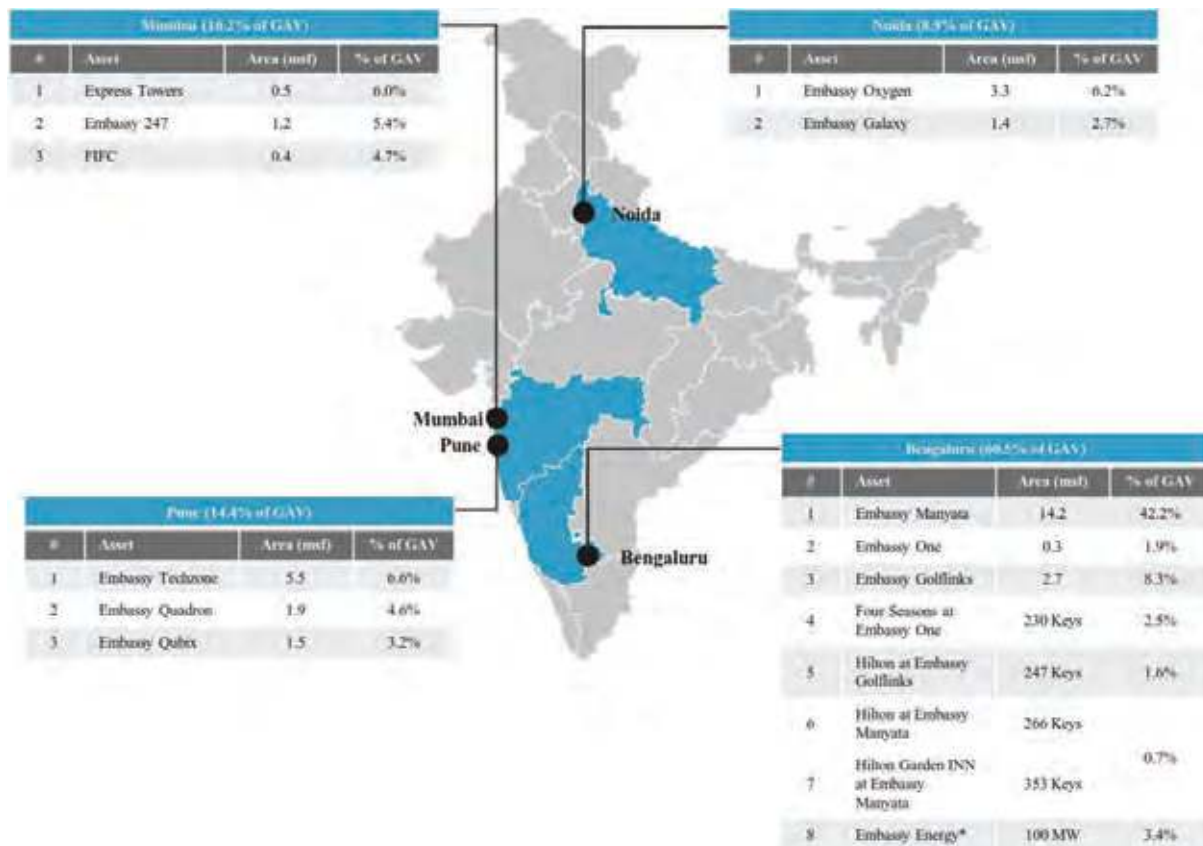 Mumbai (16.2% of GAV)
# Asset Area (msf) % of GAV
1 Express Towers 0.5 6.0%
2 Embassy 247 1.2 5.4%
3 FIFC 0.4 4.7%
Noida (8.9% of GAV)
# Asset Area (msf) % of GAV
1 Embassy Oxygen 3.3 6.2%
2 Embassy Galaxy 1.4 2.7%
Noida
Mumbai
Pune
Bengaluru
Pune (14.4% of GAV)
# Asset Area (msf) % of GAV
1 Embassy Techzone 5.5 6.6%
2 Embassy Quadron 1.9 4.6%
3 Embassy Qubix 1.5 3.2%
Bengaluru (60.5% of GAV)
# Asset Area (msf) % of GAV
1 Embassy Manyata 14.2 42.2%
2 Embassy One 0.3 1.9%
3 Embassy Golflinks 2.7 8.3%
4 Four Seasons at
Embassy One 230 Keys 2.5%
5 Hilton at Embassy
Golflinks 247 Keys 1.6%
6 Hilton at Embassy
Manyata 266 Keys
0.7%
7 Hilton Garden INN
at Embassy
Manyata 353 Keys
8 Embassy Energy* 100 MW 3.4%